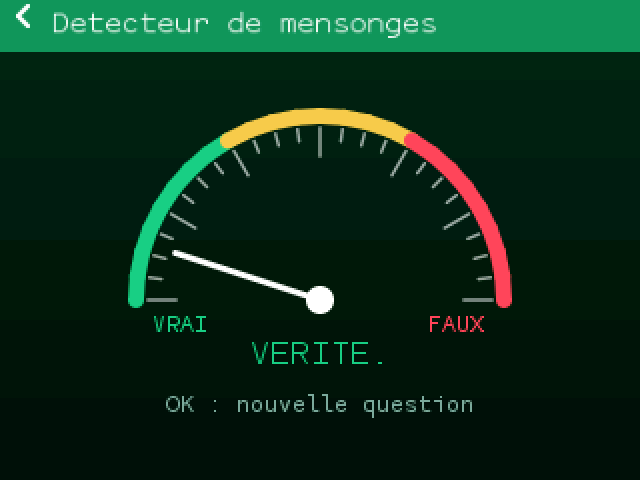 Detecteur de mensonges
VRAI FAUX
VERITE.
OK : nouvelle question